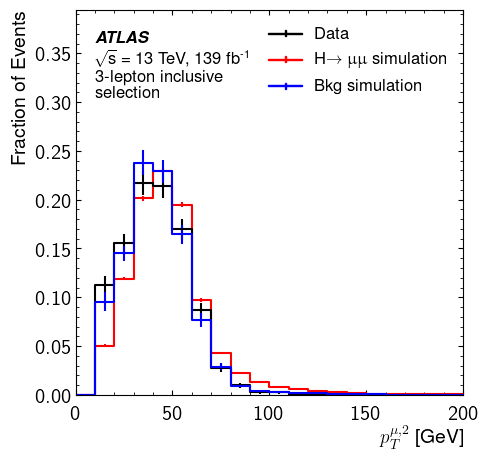 Fraction of Events
0.35
0.30
0.25
0.20
0.15
0.10
0.05
0.00
ATLAS
√s = 13 TeV, 139 fb⁻¹
3-lepton inclusive
selection
Data
H→ μμ simulation
Bkg simulation
0 50 100 150 200
p_T^{μ,2} [GeV]